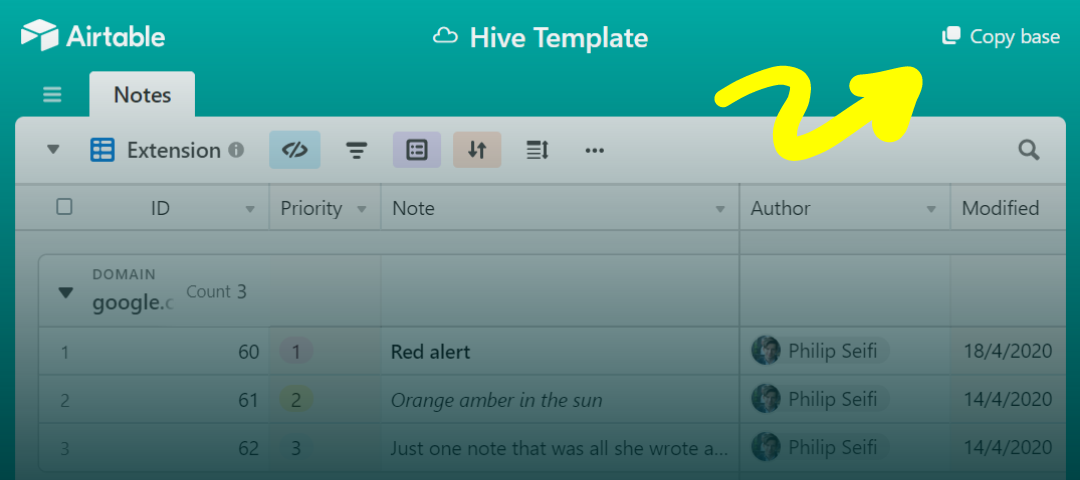 Airtable
Hive Template
Copy base
Notes
Extension
ID Priority Note Author Modified
DOMAIN
google.c Count 3
1 60 1 Red alert Philip Seifi 18/4/2020
2 61 2 Orange amber in the sun Philip Seifi 14/4/2020
3 62 3 Just one note that was all she wrote a... Philip Seifi 14/4/2020